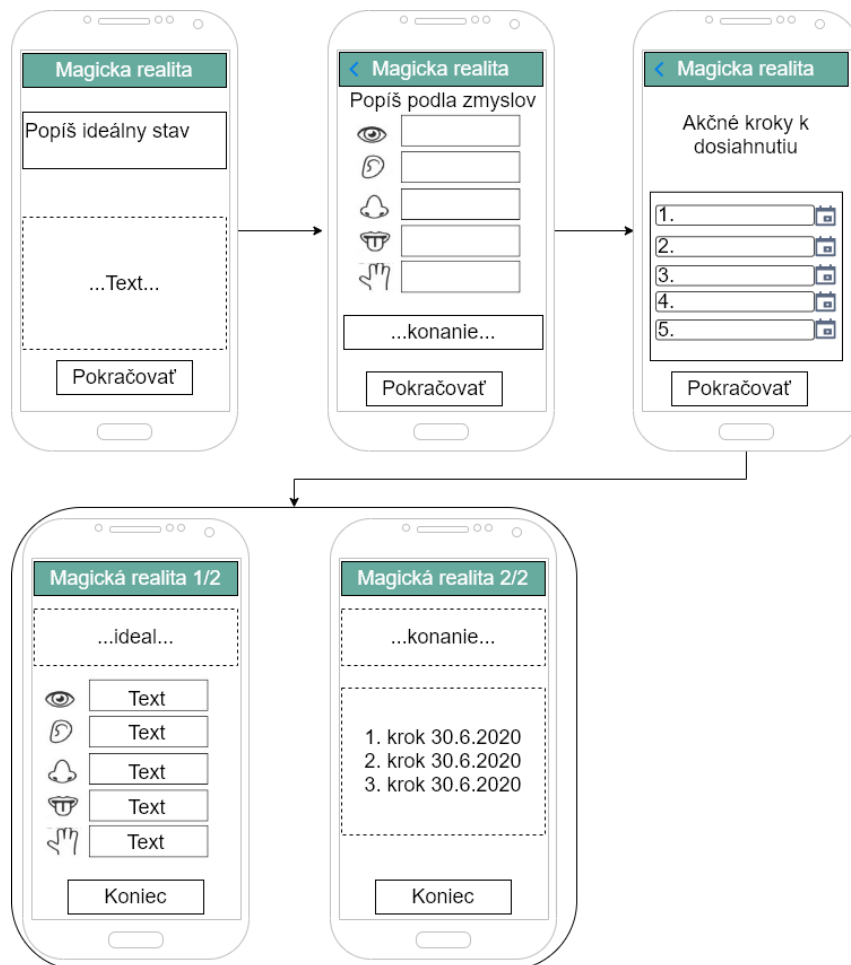 Magicka realita
Popíš ideálny stav
...Text...
Pokračovať
Magicka realita
Popíš podla zmyslov
...konanie...
Pokračovať
Magicka realita
Akčné kroky k
dosiahnutiu
1.
2.
3.
4.
5.
Pokračovať
Magická realita 1/2
...ideal...
Text
Text
Text
Text
Text
Koniec
Magická realita 2/2
...konanie...
1. krok 30.6.2020
2. krok 30.6.2020
3. krok 30.6.2020
Koniec